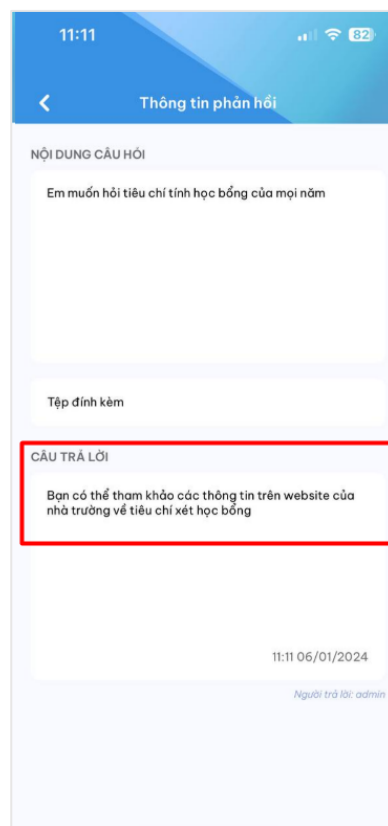 11:11
82
Thông tin phản hồi
NỘI DUNG CÂU HỎI
Em muốn hỏi tiêu chí tính học bổng của mọi năm
Tệp đính kèm
CÂU TRẢ LỜI
Bạn có thể tham khảo các thông tin trên website của
nhà trường về tiêu chí xét học bổng
11:11 06/01/2024
Người trả lời: admin